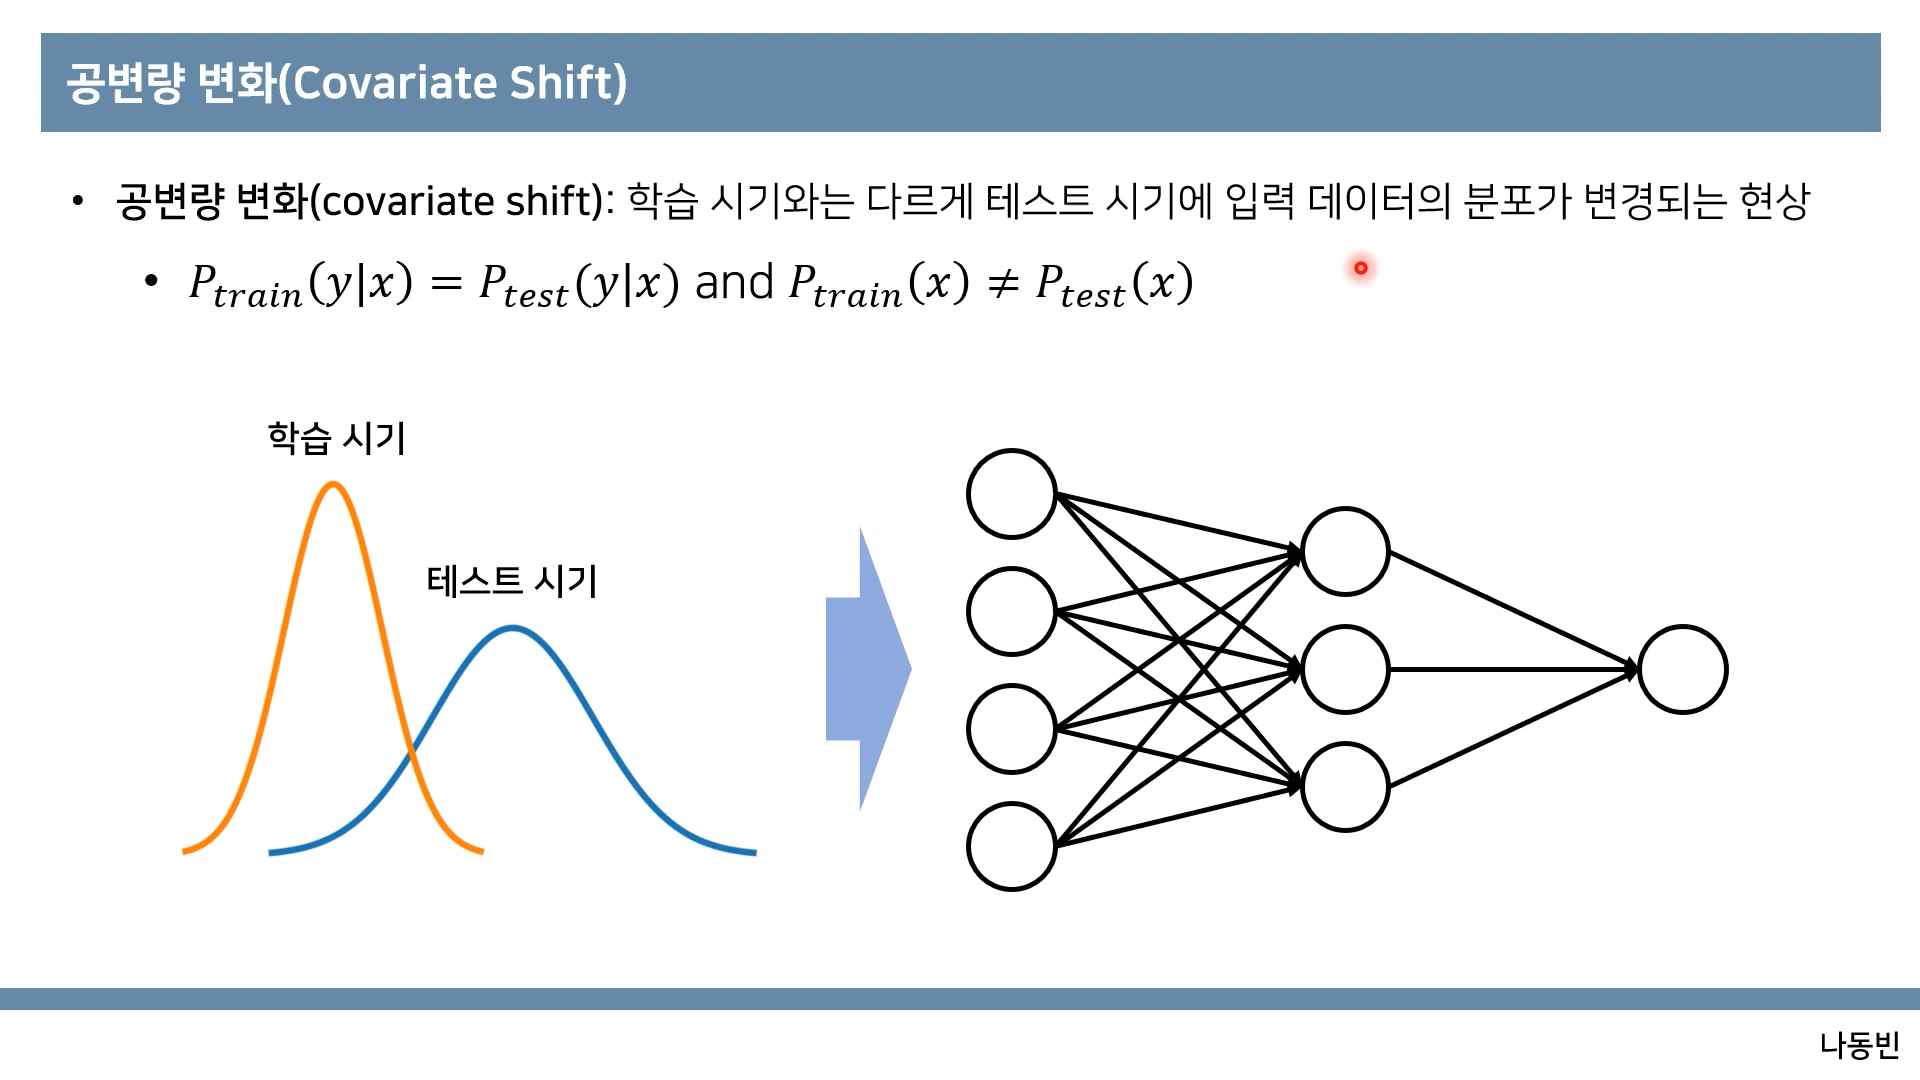 공변량 변화(Covariate Shift)
• 공변량 변화(covariate shift): 학습 시기와는 다르게 테스트 시기에 입력 데이터의 분포가 변경되는 현상
• P_train(y|x) = P_test(y|x) and P_train(x) ≠ P_test(x)
학습 시기
테스트 시기
나동빈